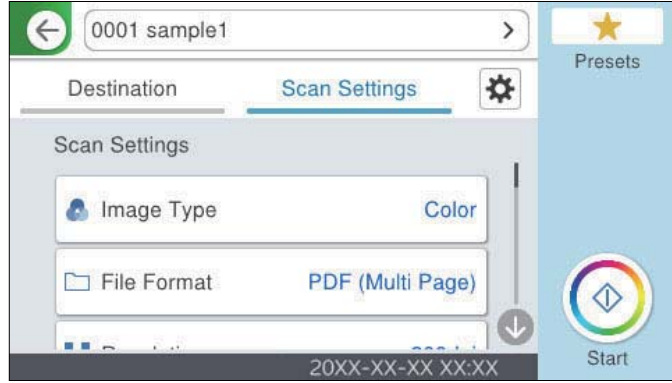 0001 sample1
Presets
Destination
Scan Settings
Scan Settings
Image Type
Color
File Format
PDF (Multi Page)
20XX-XX-XX XX:XX
Start